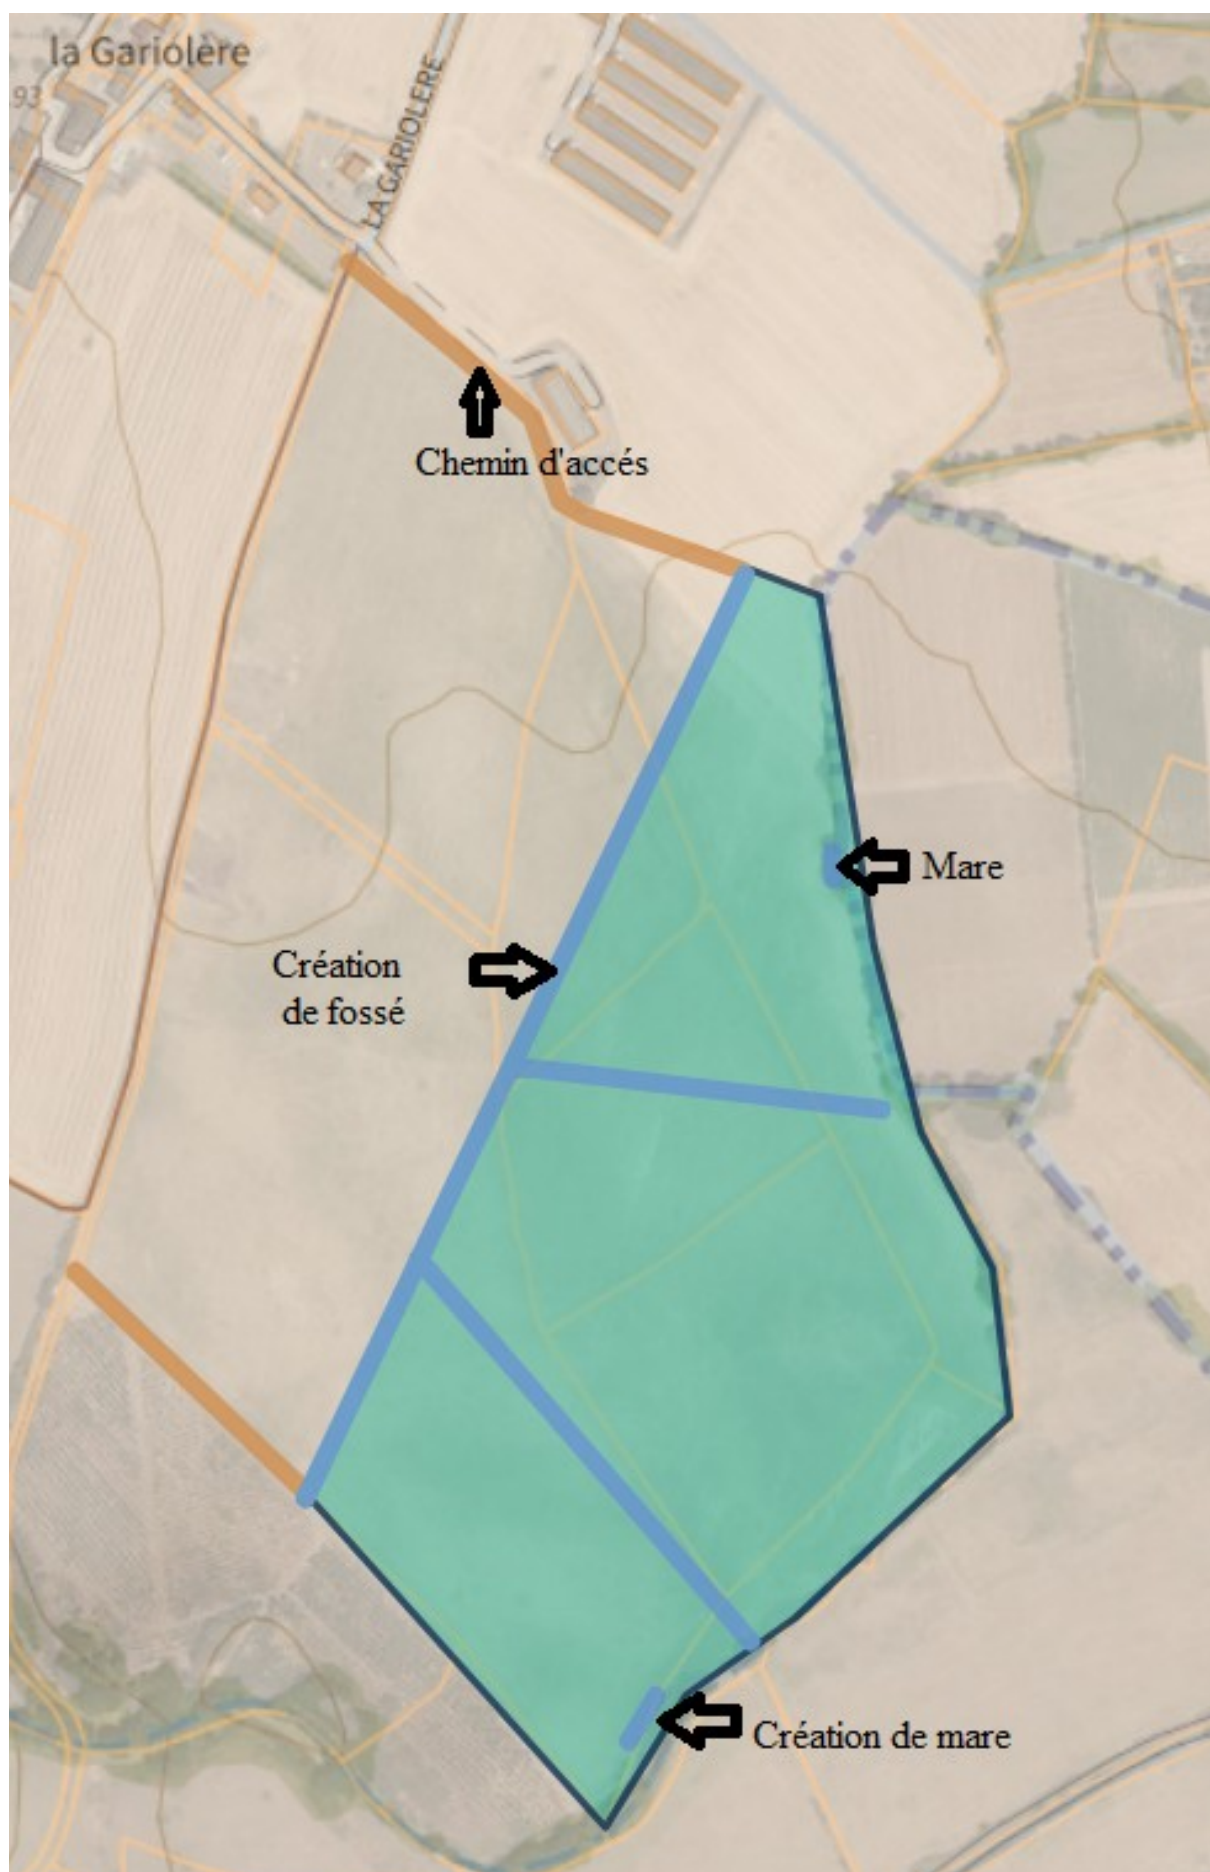 la Gariolère
93
LA GARIOLERE
Chemin d'accés
Mare
Création
de fossé
Création de mare